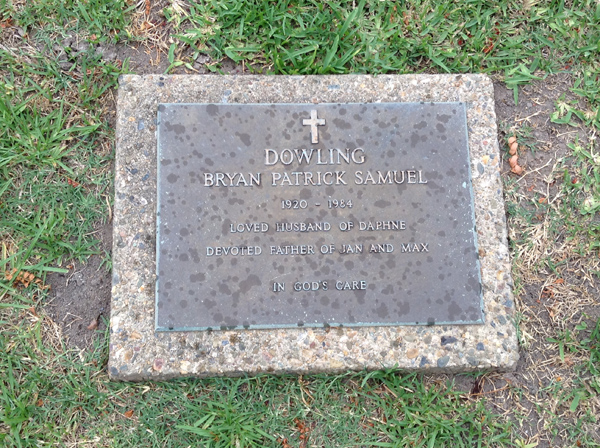 DOWLING
BRYAN PATRICK SAMUEL
1920 - 1984
LOVED HUSBAND OF DAPHNE
DEVOTED FATHER OF JAN AND MAX
IN GOD'S CARE